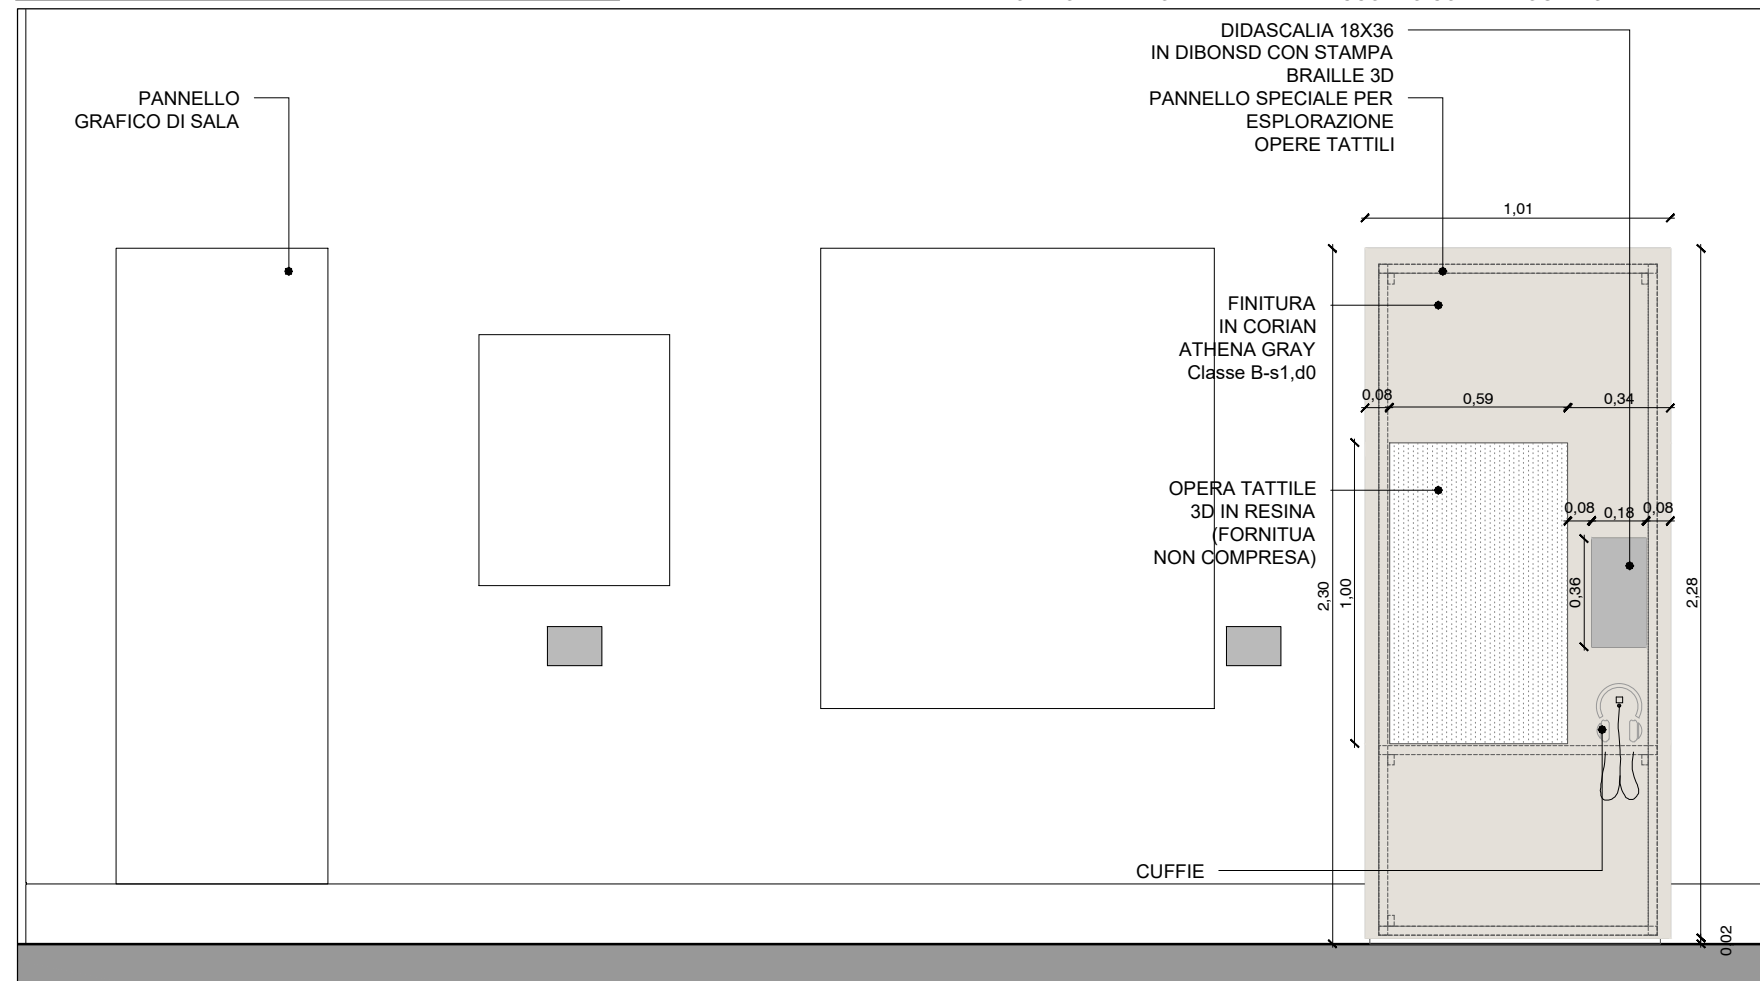 DIDASCALIA 18X36
IN DIBONSD CON STAMPA
BRAILLE 3D
PANNELLO
GRAFICO DI SALA
PANNELLO SPECIALE PER
ESPLORAZIONE
OPERE TATTILI
1,01
FINITURA
IN CORIAN
ATHENA GRAY
Classe B-s1,d0
0,08
0,59
0,34
OPERA TATTILE
3D IN RESINA
(FORNITUA
NON COMPRESA)
0,08
0,18
0,08
2,30
1,00
0,36
2,28
CUFFIE
0,02